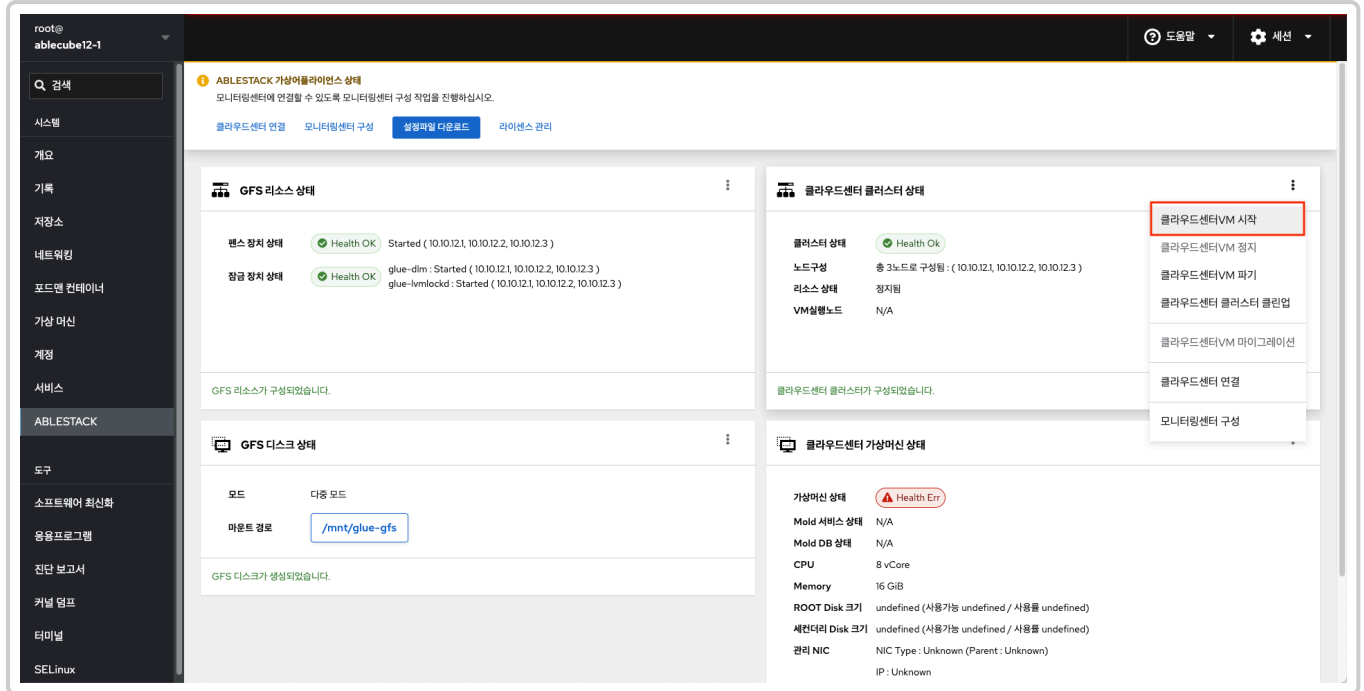 root@
ablecube12-1
도움말
세션
검색
시스템
개요
기록
저장소
네트워킹
포드맨 컨테이너
가상 머신
계정
서비스
ABLESTACK
도구
소프트웨어 최신화
응용프로그램
진단 보고서
커널 덤프
터미널
SELinux
ABLESTACK 가상어플라이언스 상태
모니터링센터에 연결할 수 있도록 모니터링센터 구성 작업을 진행하십시오.
클라우드센터 연결 모니터링센터 구성 설정파일 다운로드 라이센스 관리
GFS 리소스 상태
펜스 장치 상태 Health OK Started ( 10.10.12.1, 10.10.12.2, 10.10.12.3 )
잠금 장치 상태 Health OK glue-dlm : Started ( 10.10.12.1, 10.10.12.2, 10.10.12.3 )
glue-lvmlockd : Started ( 10.10.12.1, 10.10.12.2, 10.10.12.3 )
GFS 리소스가 구성되었습니다.
클라우드센터 클러스터 상태
클러스터 상태 Health Ok
노드구성 총 3노드로 구성됨 : ( 10.10.12.1, 10.10.12.2, 10.10.12.3 )
리소스 상태 정지됨
VM실행노드 N/A
클라우드센터 클러스터가 구성되었습니다.
클라우드센터VM 시작
클라우드센터VM 정지
클라우드센터VM 파기
클라우드센터 클러스터 클린업
클라우드센터VM 마이그레이션
클라우드센터 연결
모니터링센터 구성
GFS 디스크 상태
모드 다중 모드
마운트 경로 /mnt/glue-gfs
GFS 디스크가 생성되었습니다.
클라우드센터 가상머신 상태
가상머신 상태 Health Err
Mold 서비스 상태 N/A
Mold DB 상태 N/A
CPU 8 vCore
Memory 16 GiB
ROOT Disk 크기 undefined (사용가능 undefined / 사용률 undefined)
세컨더리 Disk 크기 undefined (사용가능 undefined / 사용률 undefined)
관리 NIC NIC Type : Unknown (Parent : Unknown)
IP : Unknown